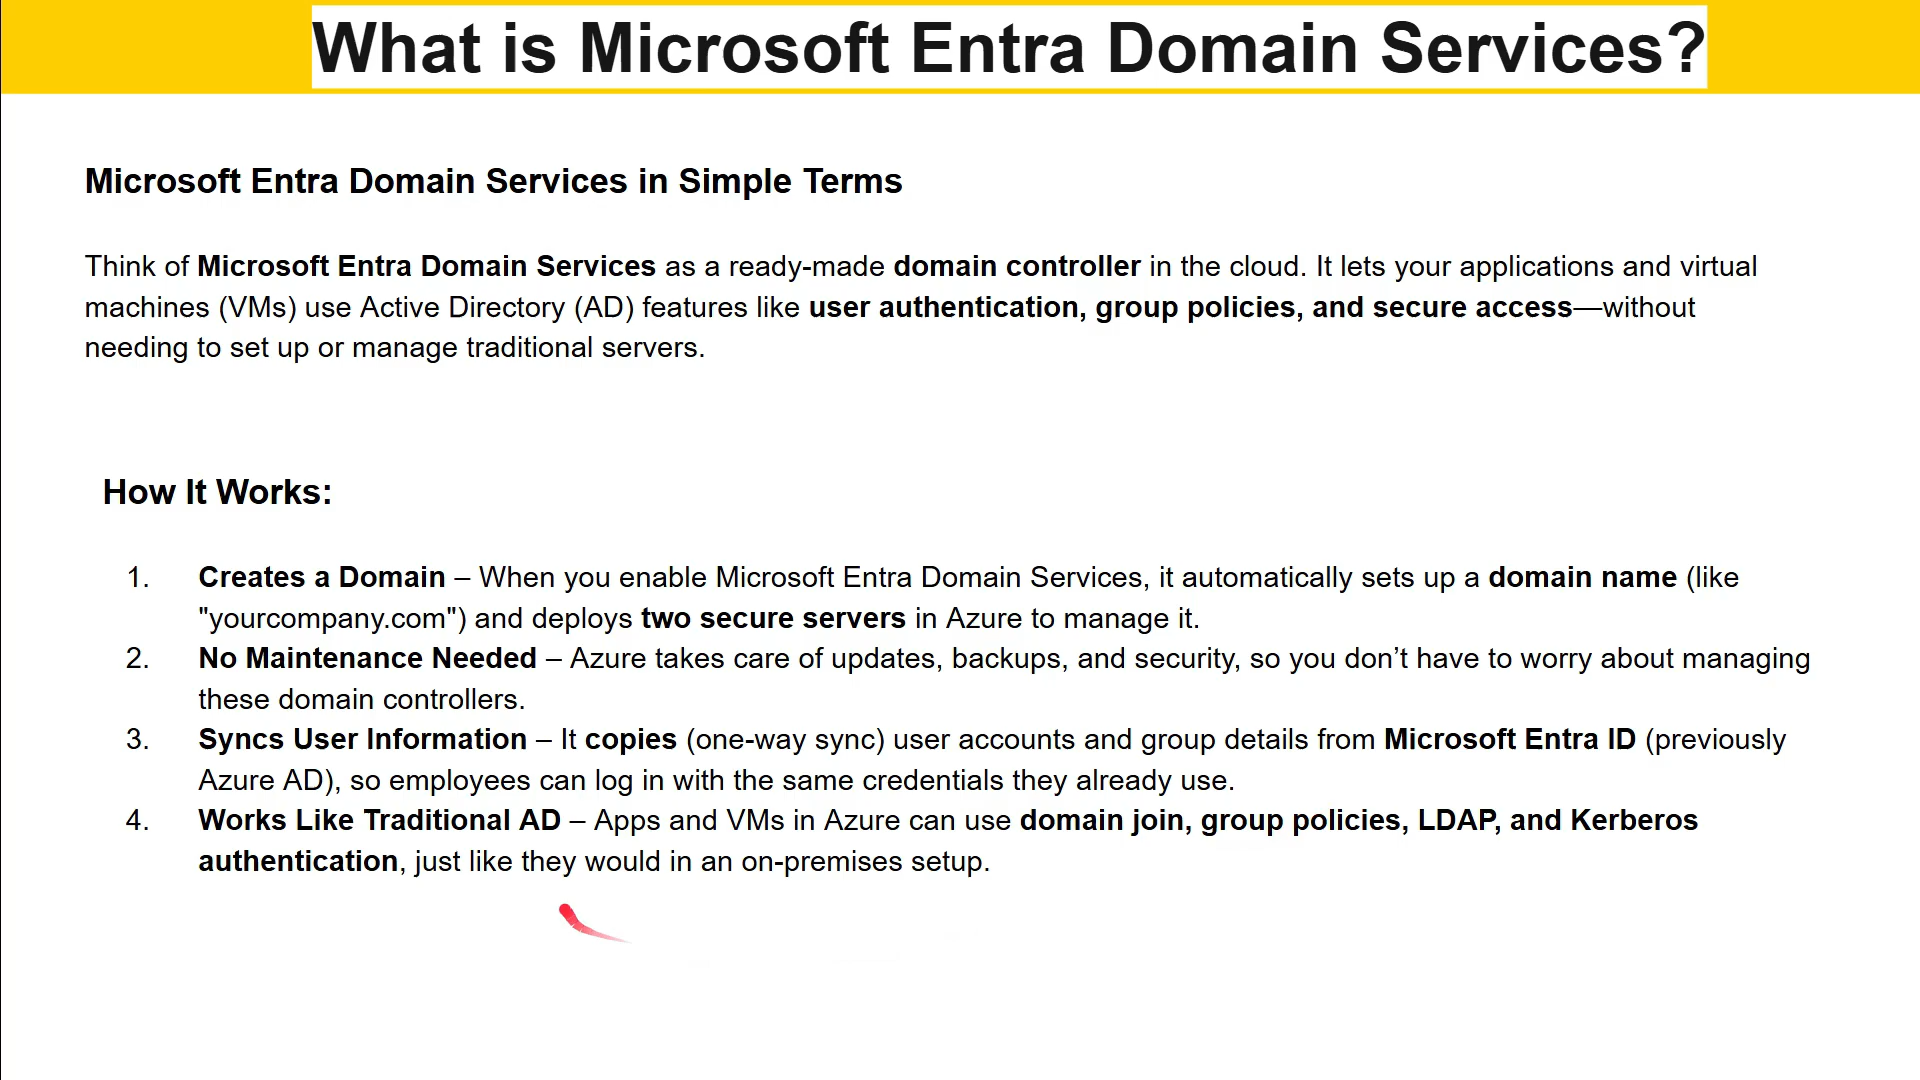 What is Microsoft Entra Domain Services?
Microsoft Entra Domain Services in Simple Terms
Think of Microsoft Entra Domain Services as a ready-made domain controller in the cloud. It lets your applications and virtual
machines (VMs) use Active Directory (AD) features like user authentication, group policies, and secure access—without
needing to set up or manage traditional servers.
How It Works:
1. Creates a Domain – When you enable Microsoft Entra Domain Services, it automatically sets up a domain name (like
"yourcompany.com") and deploys two secure servers in Azure to manage it.
2. No Maintenance Needed – Azure takes care of updates, backups, and security, so you don’t have to worry about managing
these domain controllers.
3. Syncs User Information – It copies (one-way sync) user accounts and group details from Microsoft Entra ID (previously
Azure AD), so employees can log in with the same credentials they already use.
4. Works Like Traditional AD – Apps and VMs in Azure can use domain join, group policies, LDAP, and Kerberos
authentication, just like they would in an on-premises setup.